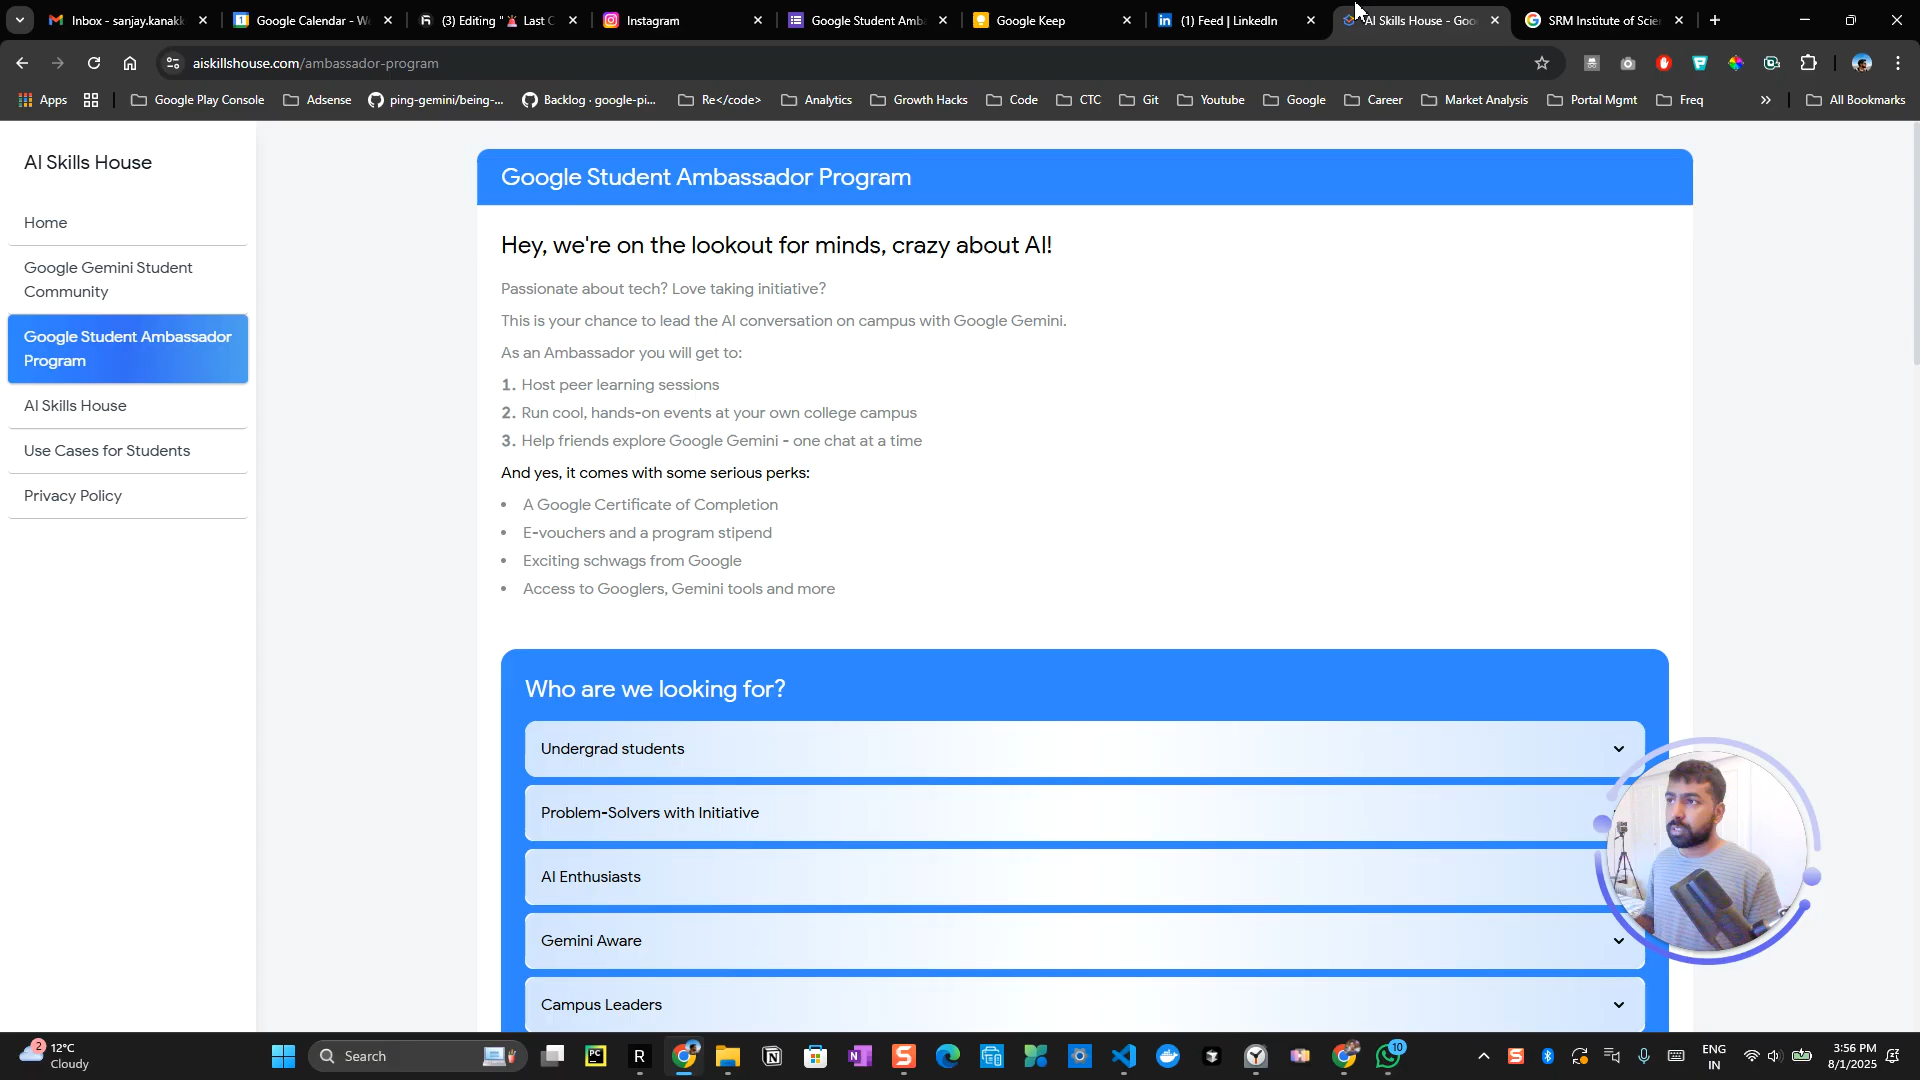 Inbox - sanjay.kanakk
Google Calendar - W
(3) Editing " Last C
Instagram
Google Student Amba
Google Keep
(1) Feed | LinkedIn
AI Skills House - Goo
SRM Institute of Scie
aiskillshouse.com/ambassador-program
Apps
Google Play Console
Adsense
ping-gemini/being-...
Backlog · google-pi...
Re</code>
Analytics
Growth Hacks
Code
CTC
Git
Youtube
Google
Career
Market Analysis
Portal Mgmt
Freq
All Bookmarks
AI Skills House
Home
Google Gemini Student
Community
Google Student Ambassador
Program
AI Skills House
Use Cases for Students
Privacy Policy
Google Student Ambassador Program
Hey, we're on the lookout for minds, crazy about AI!
Passionate about tech? Love taking initiative?
This is your chance to lead the AI conversation on campus with Google Gemini.
As an Ambassador you will get to:
1. Host peer learning sessions
2. Run cool, hands-on events at your own college campus
3. Help friends explore Google Gemini - one chat at a time
And yes, it comes with some serious perks:
• A Google Certificate of Completion
• E-vouchers and a program stipend
• Exciting schwags from Google
• Access to Googlers, Gemini tools and more
Who are we looking for?
Undergrad students
Problem-Solvers with Initiative
AI Enthusiasts
Gemini Aware
Campus Leaders
2
12°C
Cloudy
Search
10
ENG
IN
3:56 PM
8/1/2025